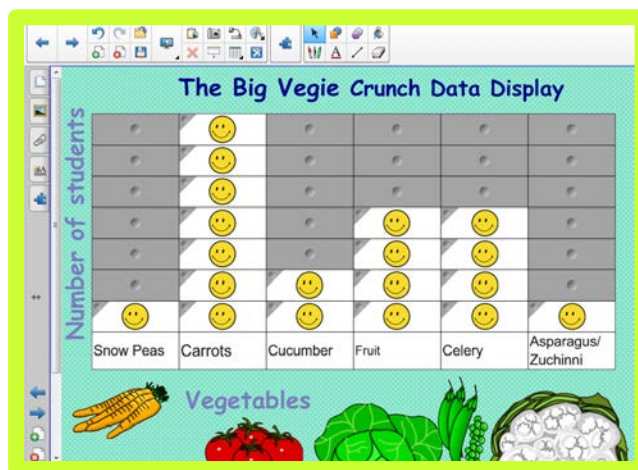 The Big Vegie Crunch Data Display
Number of students
Snow Peas Carrots Cucumber Fruit Celery Asparagus/
Zuchinni
Vegetables